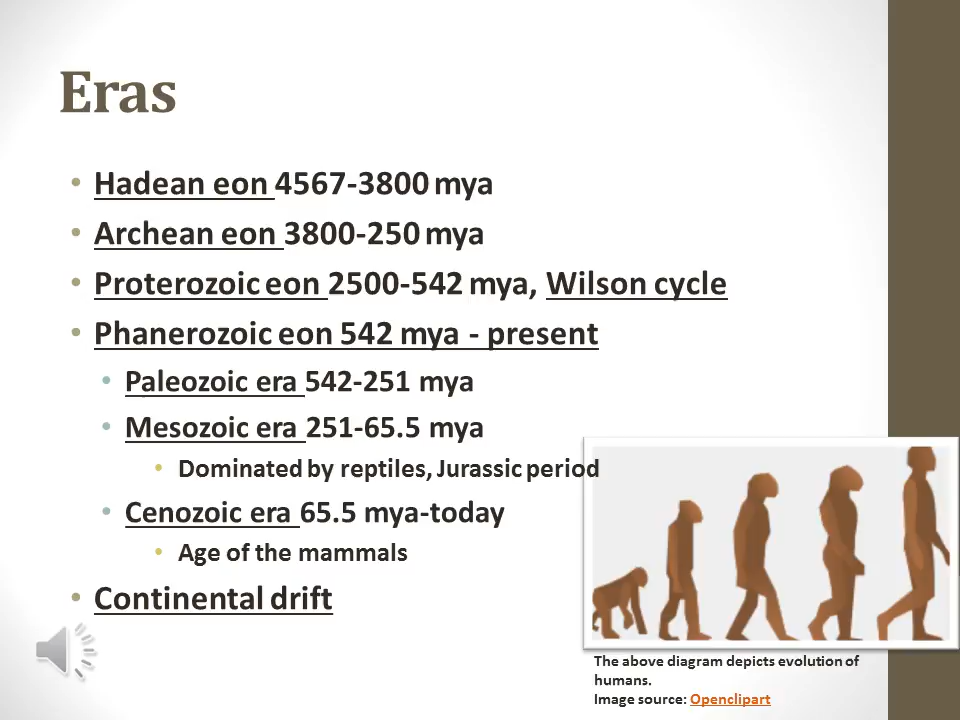 Eras
• Hadean eon 4567-3800 mya
• Archean eon 3800-250 mya
• Proterozoic eon 2500-542 mya, Wilson cycle
• Phanerozoic eon 542 mya - present
• Paleozoic era 542-251 mya
• Mesozoic era 251-65.5 mya
• Dominated by reptiles, Jurassic period
• Cenozoic era 65.5 mya-today
• Age of the mammals
• Continental drift
The above diagram depicts evolution of
humans.
Image source: Openclipart